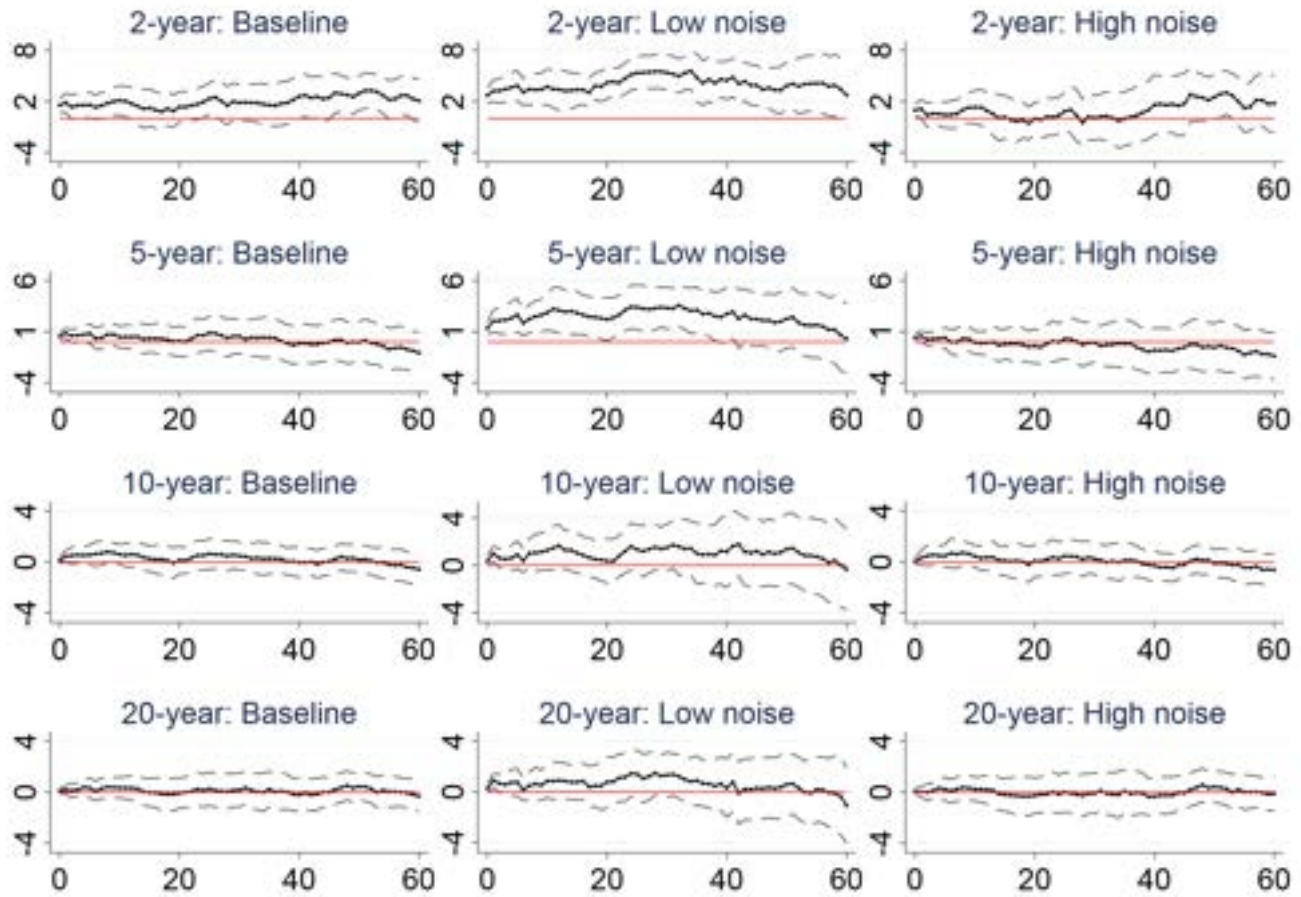 2-year: Baseline
8
2
-4
0 20 40 60
2-year: Low noise
8
2
-4
0 20 40 60
2-year: High noise
8
2
-4
0 20 40 60
5-year: Baseline
6
1
-4
0 20 40 60
5-year: Low noise
6
1
-4
0 20 40 60
5-year: High noise
6
1
-4
0 20 40 60
10-year: Baseline
4
0
-4
0 20 40 60
10-year: Low noise
4
0
-4
0 20 40 60
10-year: High noise
4
0
-4
0 20 40 60
20-year: Baseline
4
0
-4
0 20 40 60
20-year: Low noise
4
0
-4
0 20 40 60
20-year: High noise
4
0
-4
0 20 40 60